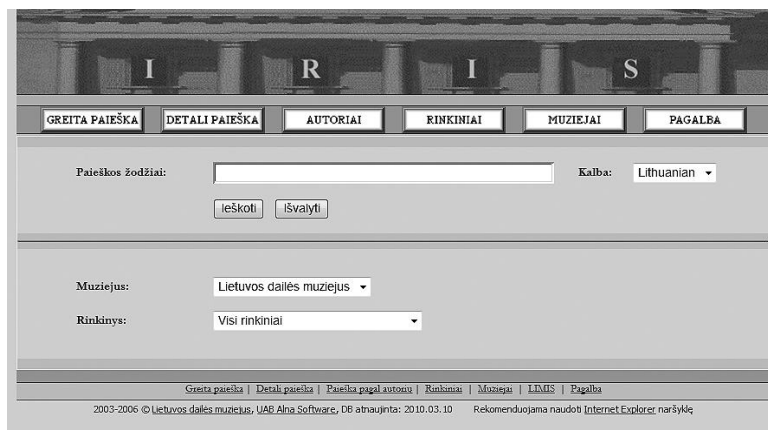 I R I S
GREITA PAIEŠKA DETALI PAIEŠKA AUTORIAI RINKINIAI MUZIEJAI PAGALBA
Paieškos žodžiai: Kalba: Lithuanian
Ieškoti Išvalyti
Muziejus: Lietuvos dailės muziejus
Rinkinys: Visi rinkiniai
Greita paieška | Detali paieška | Paieška pagal autorių | Rinkiniai | Muziejai | LIMIS | Pagalba
2003-2006 © Lietuvos dailės muziejus, UAB Alna Software, DB atnaujinta: 2010.03.10 Rekomenduojama naudoti Internet Explorer naršyklę